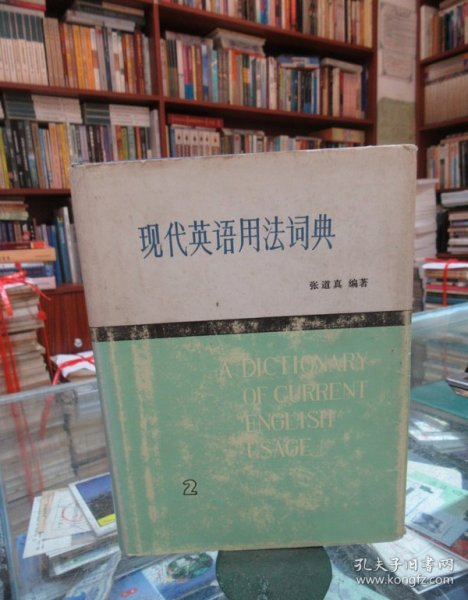 现代英语用法词典
张道真 编著
A DICTIONARY
OF CURRENT
ENGLISH
USAGE
2
孔夫子旧书网
www.kongfz.com